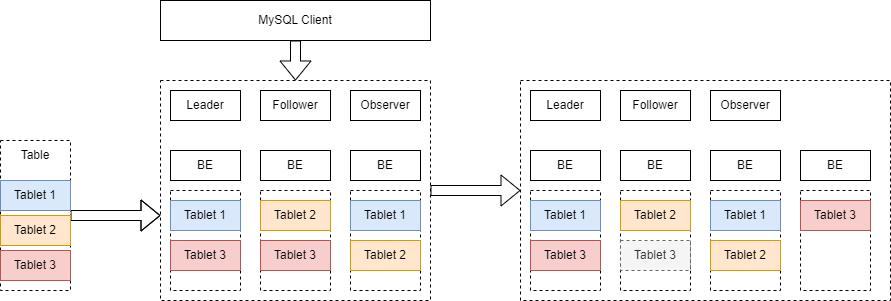 MySQL Client
Leader
Follower
Observer
Leader
Follower
Observer
Table
BE
BE
BE
BE
BE
BE
BE
Tablet 1
Tablet 2
Tablet 3
Tablet 1
Tablet 2
Tablet 1
Tablet 3
Tablet 3
Tablet 2
Tablet 1
Tablet 2
Tablet 1
Tablet 3
Tablet 3
Tablet 3
Tablet 2